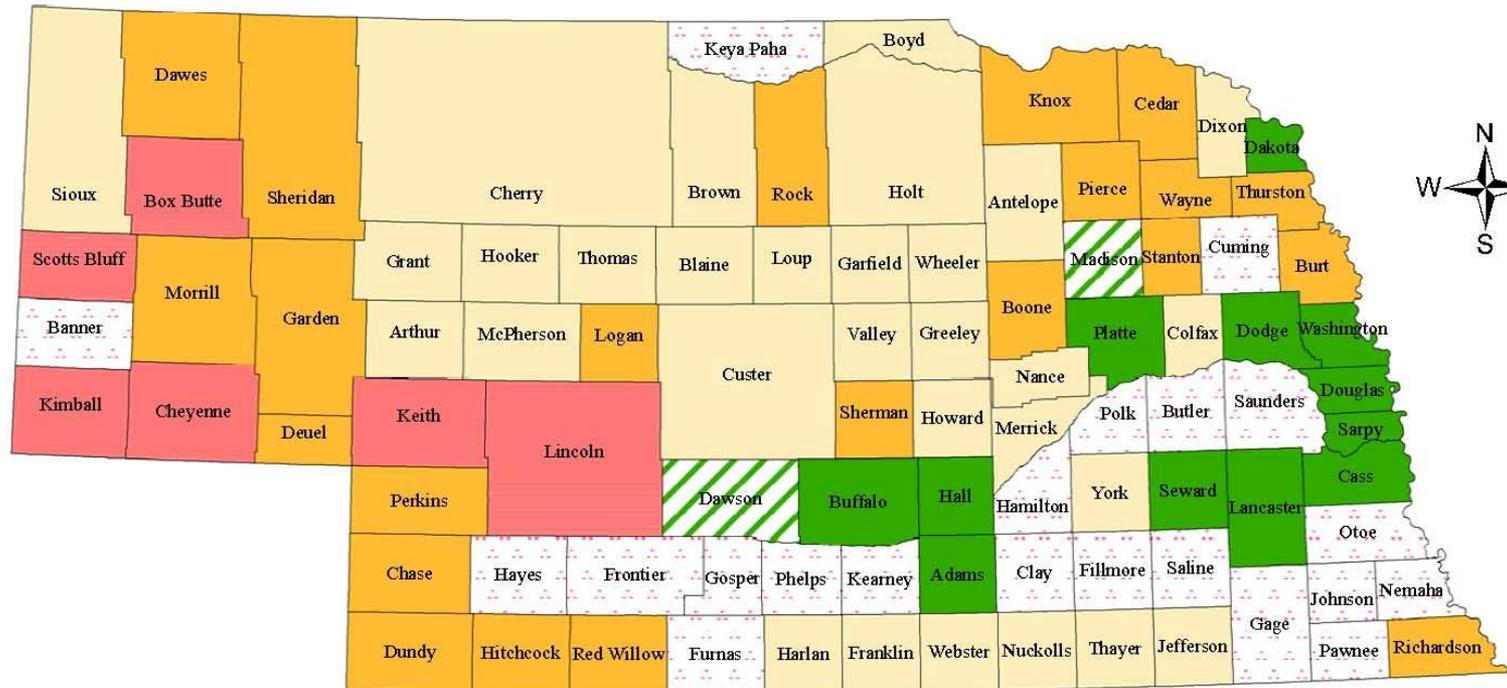 Keya Paha
Boyd
Dawes
Knox
Cedar
Dixon
Dakota
N
W
E
S
Sioux
Box Butte
Sheridan
Cherry
Brown
Rock
Holt
Antelope
Pierce
Wayne
Thurston
Scotts Bluff
Morrill
Garden
Grant
Hooker
Thomas
Blaine
Loup
Garfield
Wheeler
Madison
Stanton
Cuming
Burt
Banner
Arthur
McPherson
Logan
Custer
Valley
Greeley
Boone
Platte
Colfax
Dodge
Washington
Kimball
Cheyenne
Deuel
Keith
Lincoln
Sherman
Howard
Nance
Merrick
Polk
Butler
Saunders
Douglas
Sarpy
Perkins
Dawson
Buffalo
Hall
Hamilton
York
Seward
Lancaster
Cass
Otoe
Chase
Hayes
Frontier
Gosper
Phelps
Kearney
Adams
Clay
Fillmore
Saline
Gage
Johnson
Nemaha
Dundy
Hitchcock
Red Willow
Furnas
Harlan
Franklin
Webster
Nuckolls
Thayer
Jefferson
Pawnee
Richardson